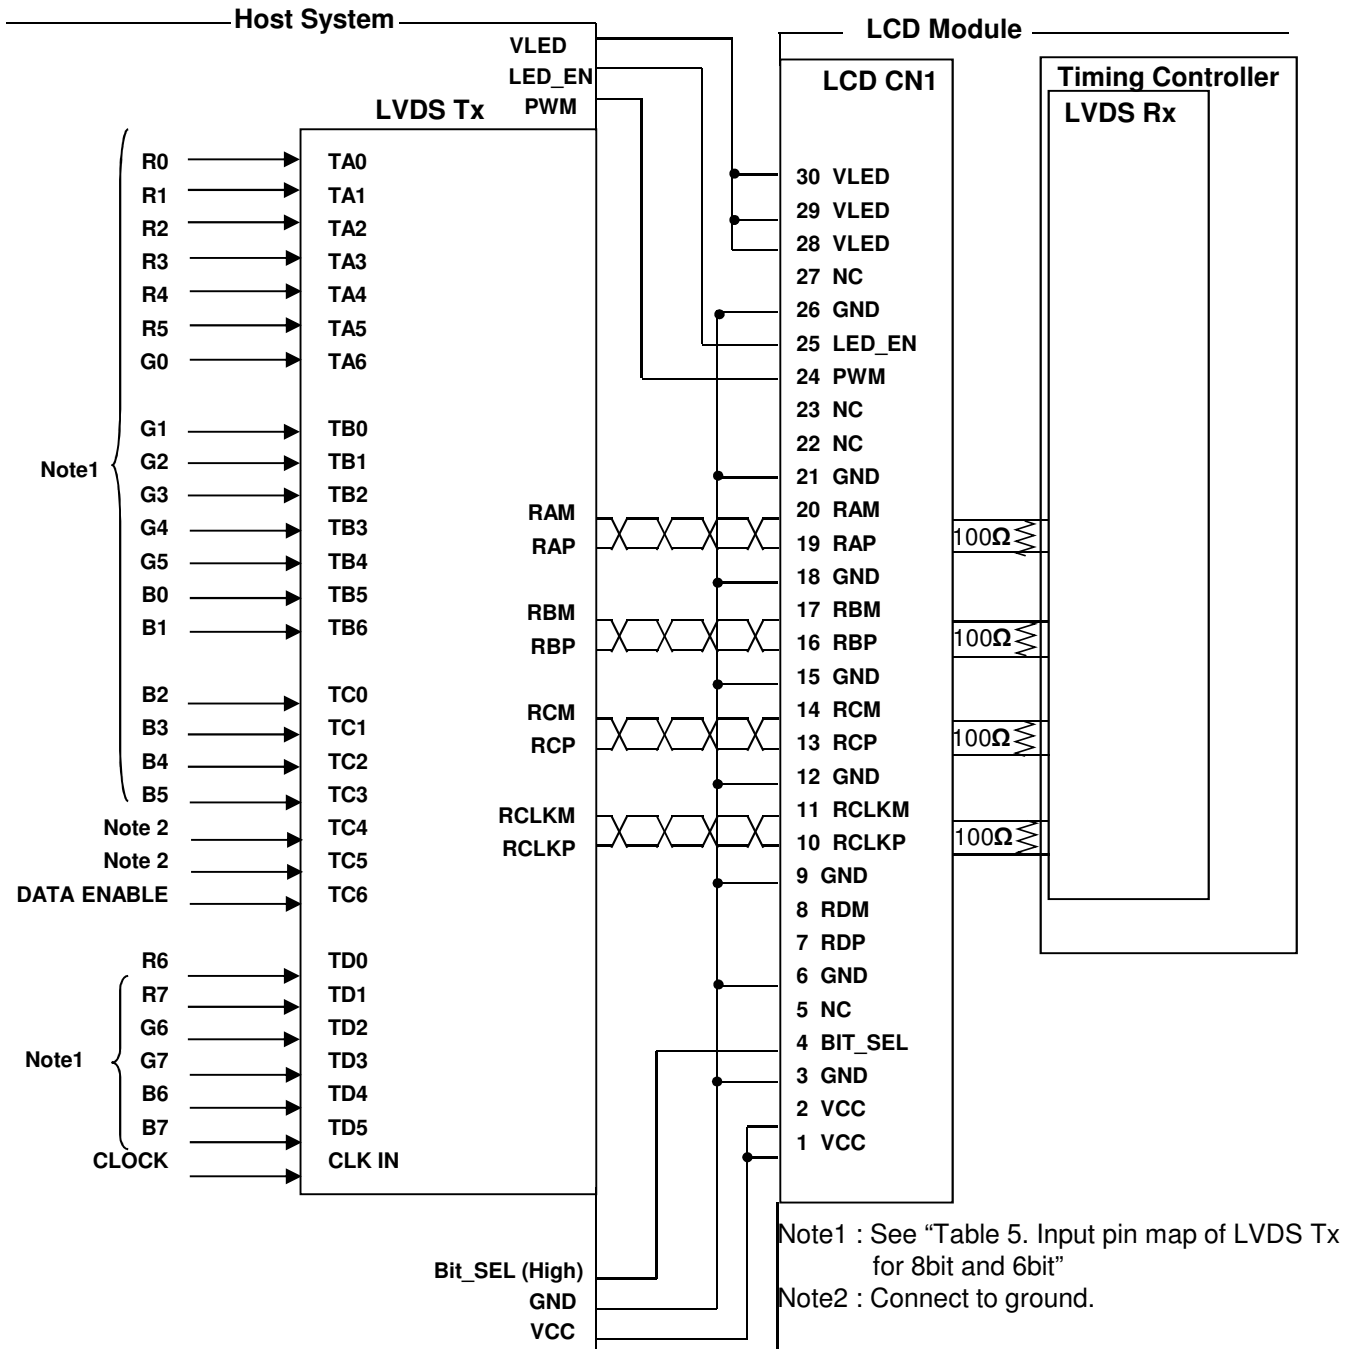 Host System
LCD Module
VLED
LED_EN
PWM
LVDS Tx
LCD CN1
Timing Controller
LVDS Rx
R0 TA0
R1 TA1
R2 TA2
R3 TA3
R4 TA4
R5 TA5
G0 TA6
G1 TB0
G2 TB1
G3 TB2
G4 TB3
G5 TB4
B0 TB5
B1 TB6
Note1
B2 TC0
B3 TC1
B4 TC2
B5 TC3
Note 2 TC4
Note 2 TC5
DATA ENABLE TC6
R6 TD0
R7 TD1
G6 TD2
G7 TD3
B6 TD4
B7 TD5
Note1
CLOCK CLK IN
RAM
RAP
RBM
RBP
RCM
RCP
RCLKM
RCLKP
Bit_SEL (High)
GND
VCC
30 VLED
29 VLED
28 VLED
27 NC
26 GND
25 LED_EN
24 PWM
23 NC
22 NC
21 GND
20 RAM
19 RAP
18 GND
17 RBM
16 RBP
15 GND
14 RCM
13 RCP
12 GND
11 RCLKM
10 RCLKP
9 GND
8 RDM
7 RDP
6 GND
5 NC
4 BIT_SEL
3 GND
2 VCC
1 VCC
100Ω
100Ω
100Ω
100Ω
Note1 : See “Table 5. Input pin map of LVDS Tx
for 8bit and 6bit”
Note2 : Connect to ground.